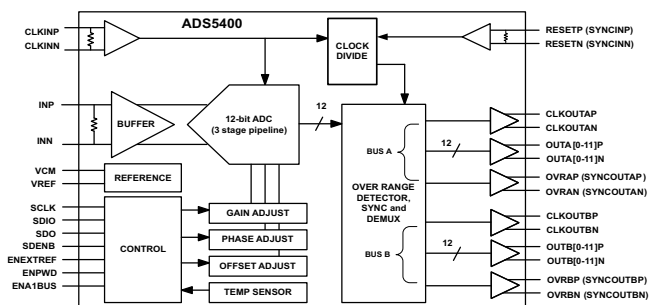 ADS5400
CLKINP
CLKINN
CLOCK
DIVIDE
RESETP (SYNCINP)
RESETN (SYNCINN)
INP
INN
BUFFER
12-bit ADC
(3 stage pipeline)
12
BUS A
OVER RANGE
DETECTOR,
SYNC and
DEMUX
BUS B
12
12
CLKOUTAP
CLKOUTAN
OUTA[0-11]P
OUTA[0-11]N
OVRAP (SYNCOUTAP)
OVRAN (SYNCOUTAN)
CLKOUTBP
CLKOUTBN
OUTB[0-11]P
OUTB[0-11]N
OVRBP (SYNCOUTBP)
OVRBN (SYNCOUTBN)
VCM
VREF
REFERENCE
SCLK
SDIO
SDO
SDENB
ENEXTREF
ENPWD
ENA1BUS
CONTROL
GAIN ADJUST
PHASE ADJUST
OFFSET ADJUST
TEMP SENSOR